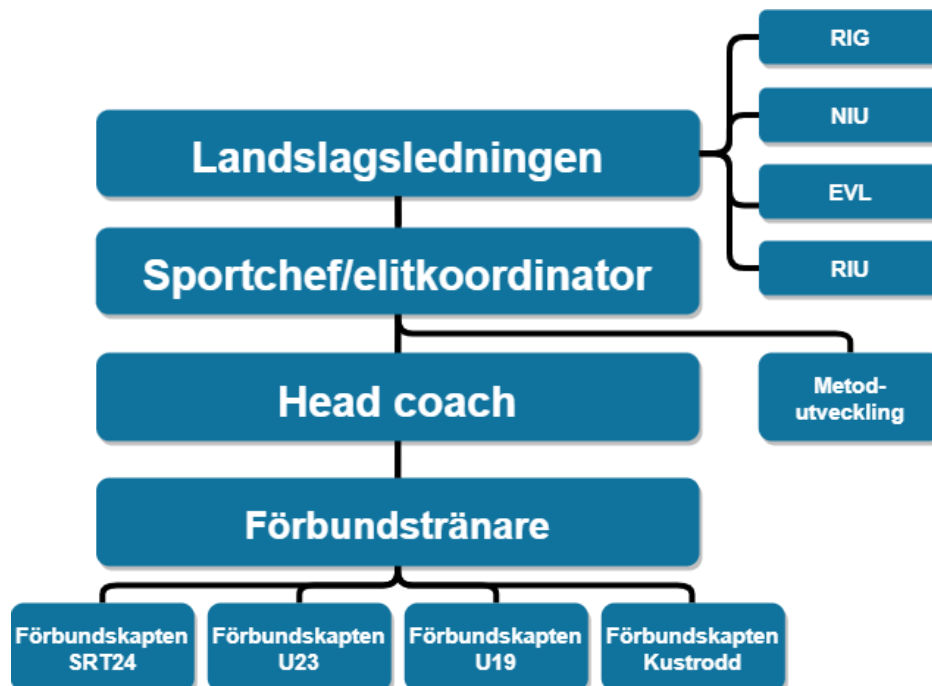 RIG
NIU
Landslagsledningen
EVL
RIU
Sportchef/elitkoordinator
Head coach
Metod-
utveckling
Förbundstränare
Förbundskapten
SRT24
Förbundskapten
U23
Förbundskapten
U19
Förbundskapten
Kustrodd